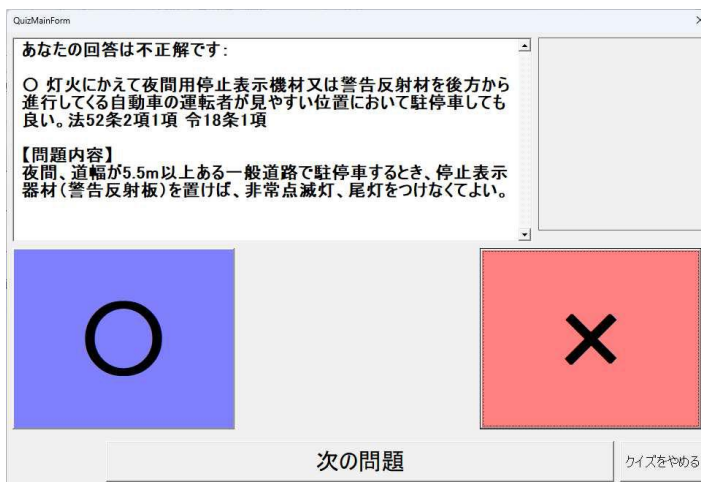 QuizMainForm
あなたの回答は不正解です:
〇 灯火にかえて夜間用停止表示機材又は警告反射材を後方から
進行してくる自動車の運転者が見やすい位置において駐停車しても
良い。法52条2項1項 令18条1項
【問題内容】
夜間、道幅が5.5m以上ある一般道路で駐停車するとき、停止表示
器材(警告反射板)を置けば、非常点滅灯、尾灯をつけなくてよい。
〇
×
次の問題
クイズをやめる